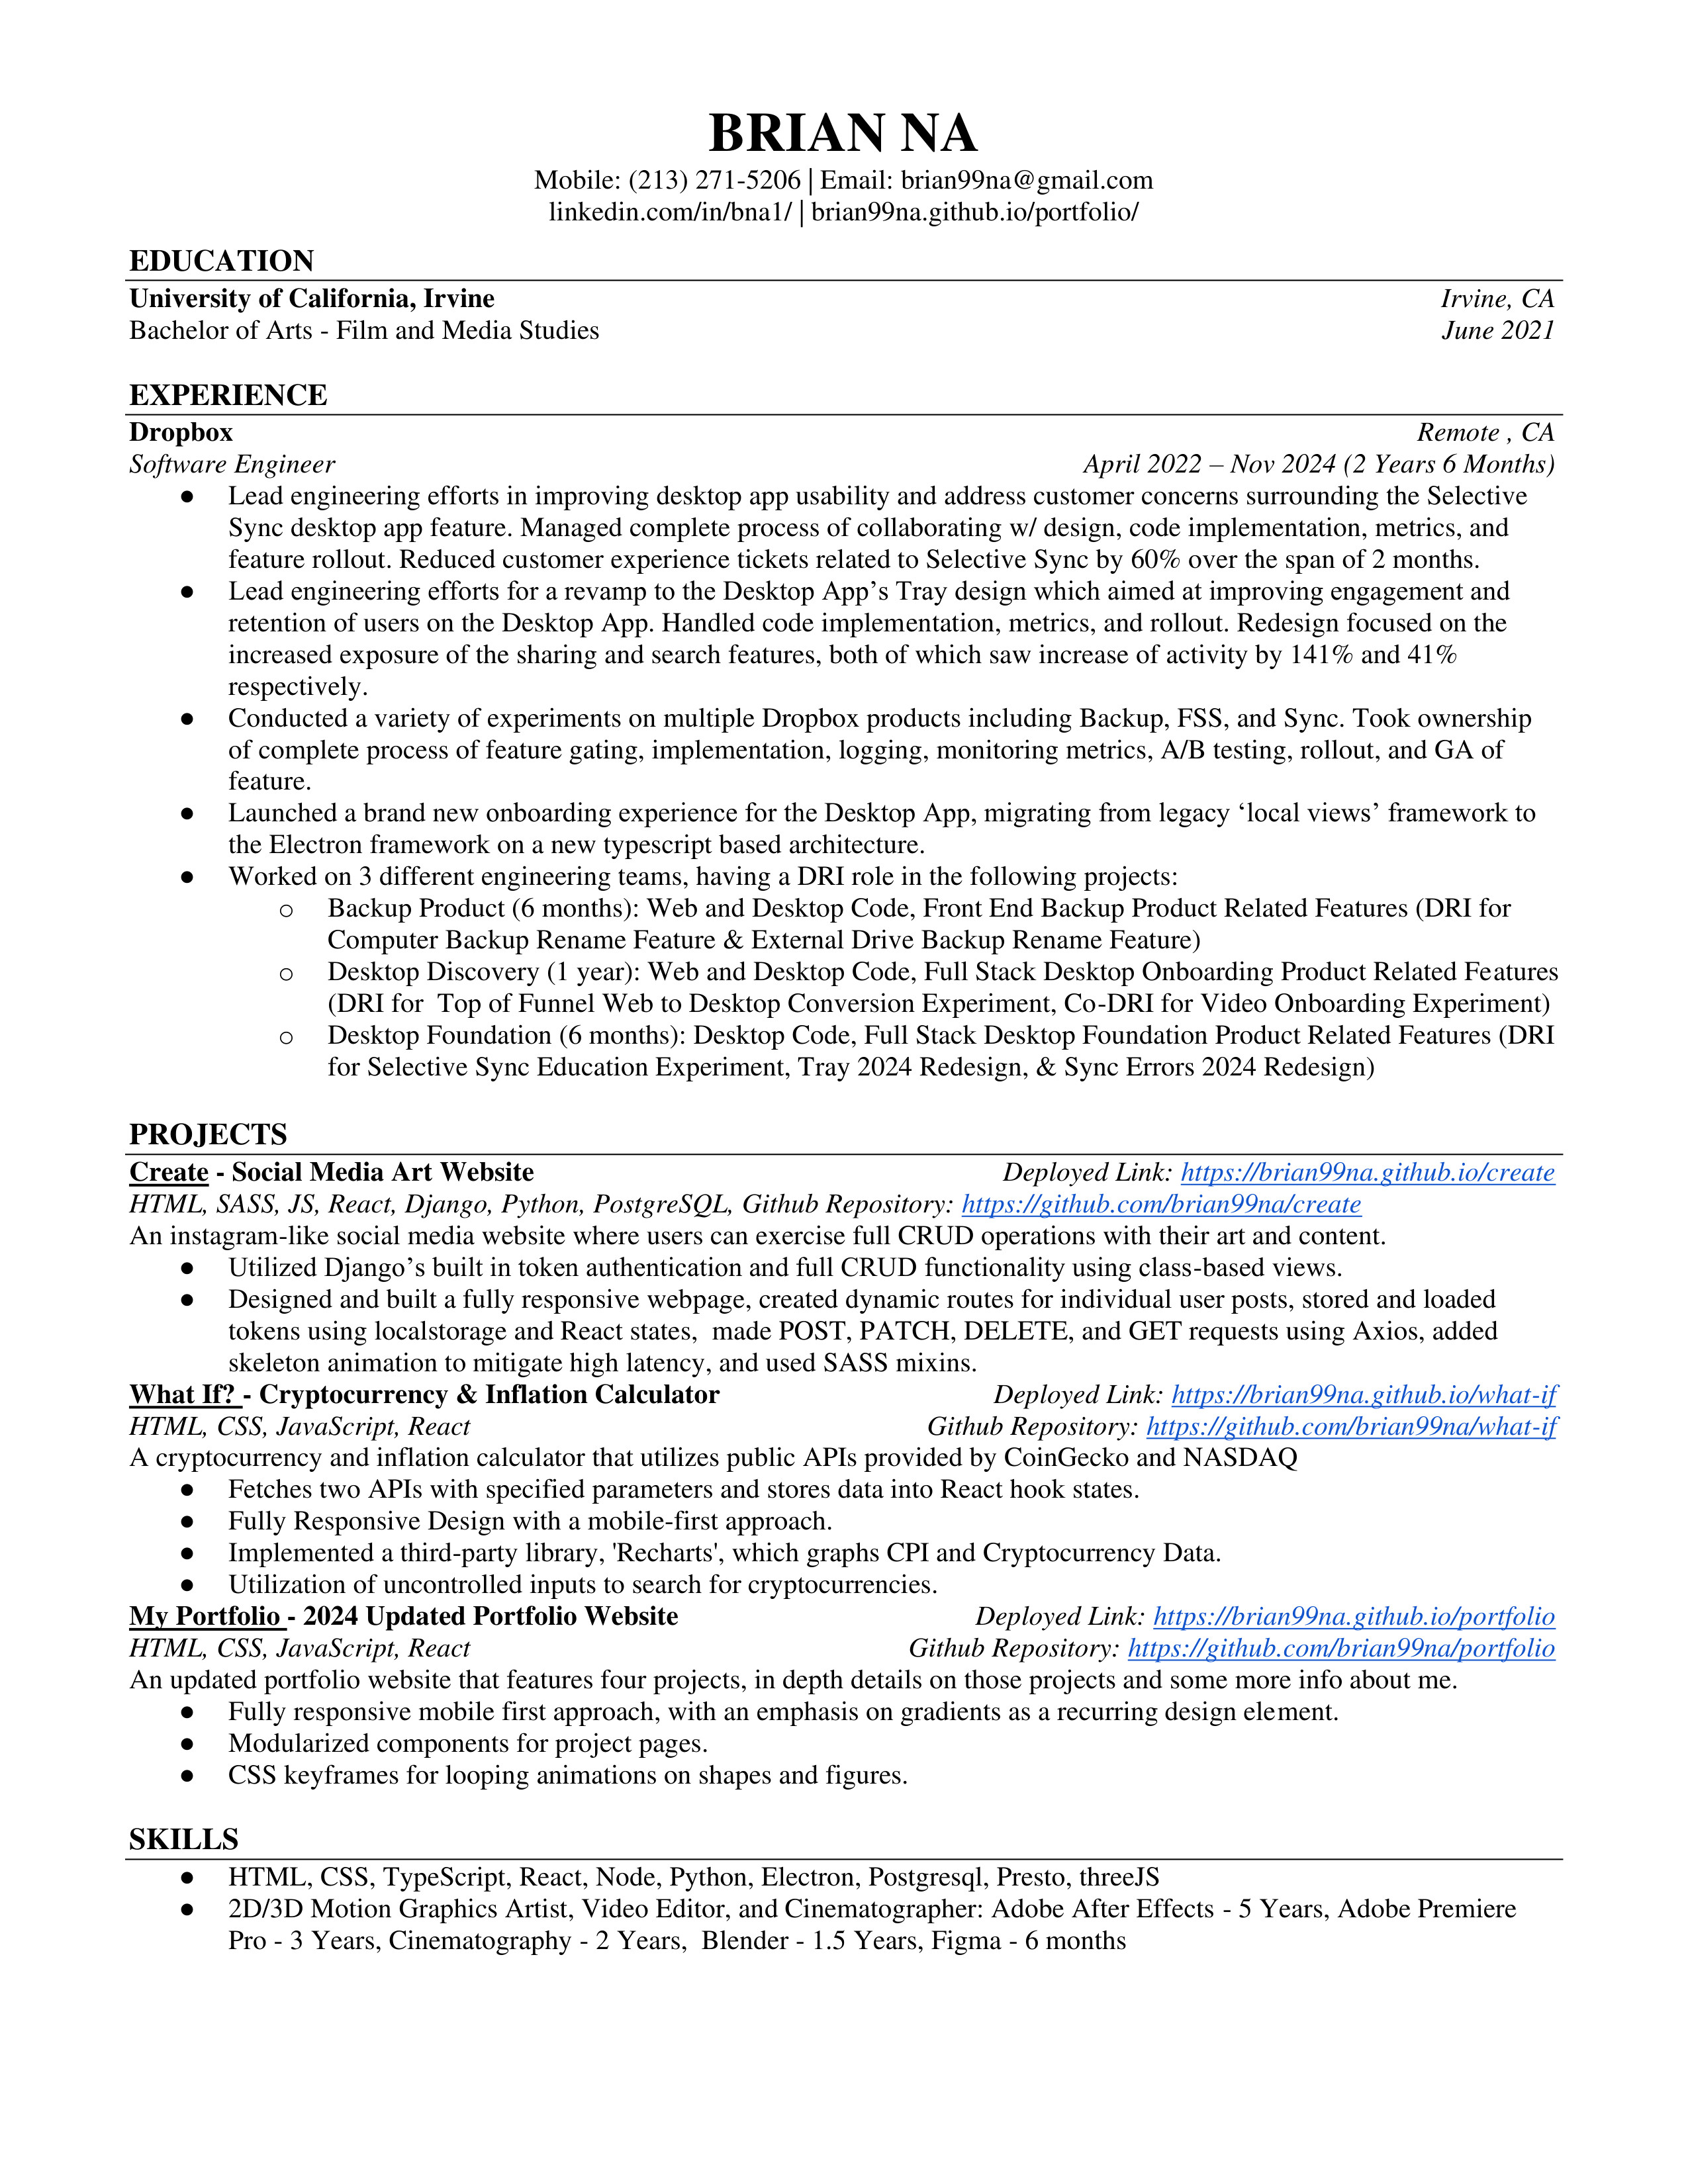 BRIAN NA
Mobile: (213) 271-5206 | Email: brian99na@gmail.com
linkedin.com/in/bna1/ | brian99na.github.io/portfolio/
EDUCATION
University of California, Irvine Irvine, CA
Bachelor of Arts - Film and Media Studies June 2021
EXPERIENCE
Dropbox Remote , CA
Software Engineer April 2022 – Nov 2024 (2 Years 6 Months)
● Lead engineering efforts in improving desktop app usability and address customer concerns surrounding the Selective
Sync desktop app feature. Managed complete process of collaborating w/ design, code implementation, metrics, and
feature rollout. Reduced customer experience tickets related to Selective Sync by 60% over the span of 2 months.
● Lead engineering efforts for a revamp to the Desktop App’s Tray design which aimed at improving engagement and
retention of users on the Desktop App. Handled code implementation, metrics, and rollout. Redesign focused on the
increased exposure of the sharing and search features, both of which saw increase of activity by 141% and 41%
respectively.
● Conducted a variety of experiments on multiple Dropbox products including Backup, FSS, and Sync. Took ownership
of complete process of feature gating, implementation, logging, monitoring metrics, A/B testing, rollout, and GA of
feature.
● Launched a brand new onboarding experience for the Desktop App, migrating from legacy ‘local views’ framework to
the Electron framework on a new typescript based architecture.
● Worked on 3 different engineering teams, having a DRI role in the following projects:
o Backup Product (6 months): Web and Desktop Code, Front End Backup Product Related Features (DRI for
Computer Backup Rename Feature & External Drive Backup Rename Feature)
o Desktop Discovery (1 year): Web and Desktop Code, Full Stack Desktop Onboarding Product Related Features
(DRI for  Top of Funnel Web to Desktop Conversion Experiment, Co-DRI for Video Onboarding Experiment)
o Desktop Foundation (6 months): Desktop Code, Full Stack Desktop Foundation Product Related Features (DRI
for Selective Sync Education Experiment, Tray 2024 Redesign, & Sync Errors 2024 Redesign)
PROJECTS
Create - Social Media Art Website Deployed Link: https://brian99na.github.io/create
HTML, SASS, JS, React, Django, Python, PostgreSQL, Github Repository: https://github.com/brian99na/create
An instagram-like social media website where users can exercise full CRUD operations with their art and content.
● Utilized Django’s built in token authentication and full CRUD functionality using class-based views.
● Designed and built a fully responsive webpage, created dynamic routes for individual user posts, stored and loaded
tokens using localstorage and React states,  made POST, PATCH, DELETE, and GET requests using Axios, added
skeleton animation to mitigate high latency, and used SASS mixins.
What If? - Cryptocurrency & Inflation Calculator Deployed Link: https://brian99na.github.io/what-if
HTML, CSS, JavaScript, React Github Repository: https://github.com/brian99na/what-if
A cryptocurrency and inflation calculator that utilizes public APIs provided by CoinGecko and NASDAQ
● Fetches two APIs with specified parameters and stores data into React hook states.
● Fully Responsive Design with a mobile-first approach.
● Implemented a third-party library, 'Recharts', which graphs CPI and Cryptocurrency Data.
● Utilization of uncontrolled inputs to search for cryptocurrencies.
My Portfolio - 2024 Updated Portfolio Website Deployed Link: https://brian99na.github.io/portfolio
HTML, CSS, JavaScript, React Github Repository: https://github.com/brian99na/portfolio
An updated portfolio website that features four projects, in depth details on those projects and some more info about me.
● Fully responsive mobile first approach, with an emphasis on gradients as a recurring design element.
● Modularized components for project pages.
● CSS keyframes for looping animations on shapes and figures.
SKILLS
● HTML, CSS, TypeScript, React, Node, Python, Electron, Postgresql, Presto, threeJS
● 2D/3D Motion Graphics Artist, Video Editor, and Cinematographer: Adobe After Effects - 5 Years, Adobe Premiere
Pro - 3 Years, Cinematography - 2 Years,  Blender - 1.5 Years, Figma - 6 months